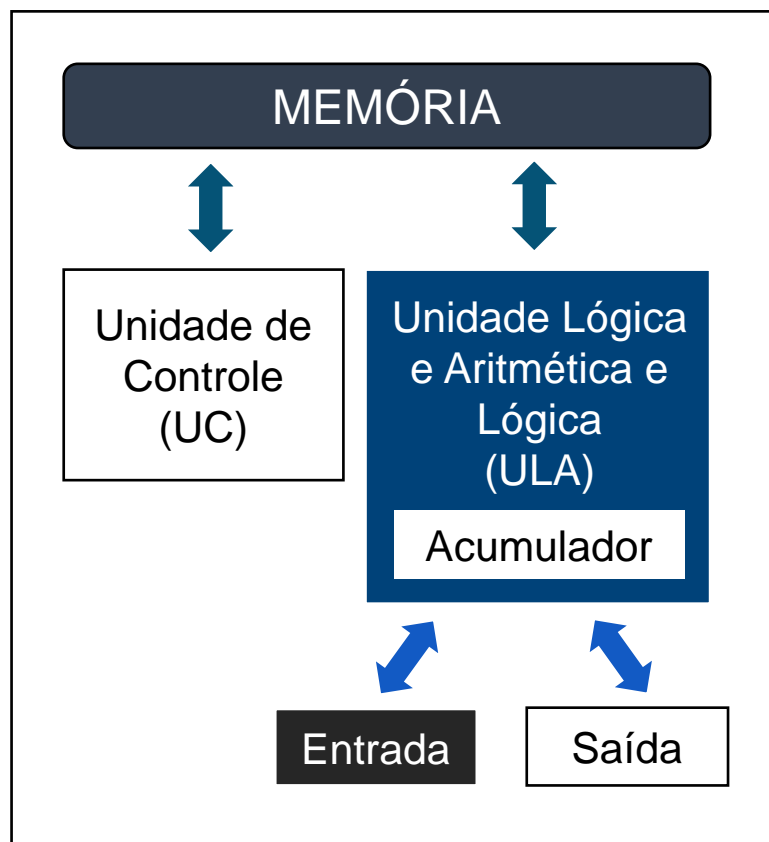 MEMÓRIA
Unidade de
Controle
(UC)
Unidade Lógica
e Aritmética e
Lógica
(ULA)
Acumulador
Entrada
Saída